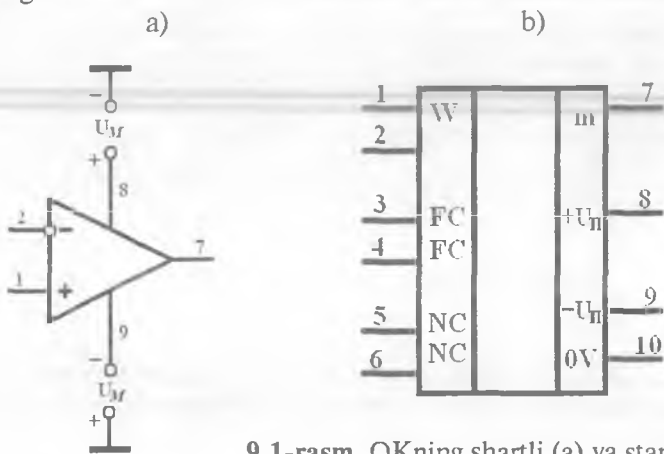 a)
b)
−
U_M
+
8
2
−
7
1
+
9
−
U_M
+
1
W
m
7
2
3
FC
+U_П
8
4
FC
5
NC
−U_П
9
6
NC
0V
10
9.1-rasm. OKning shartli (a) va